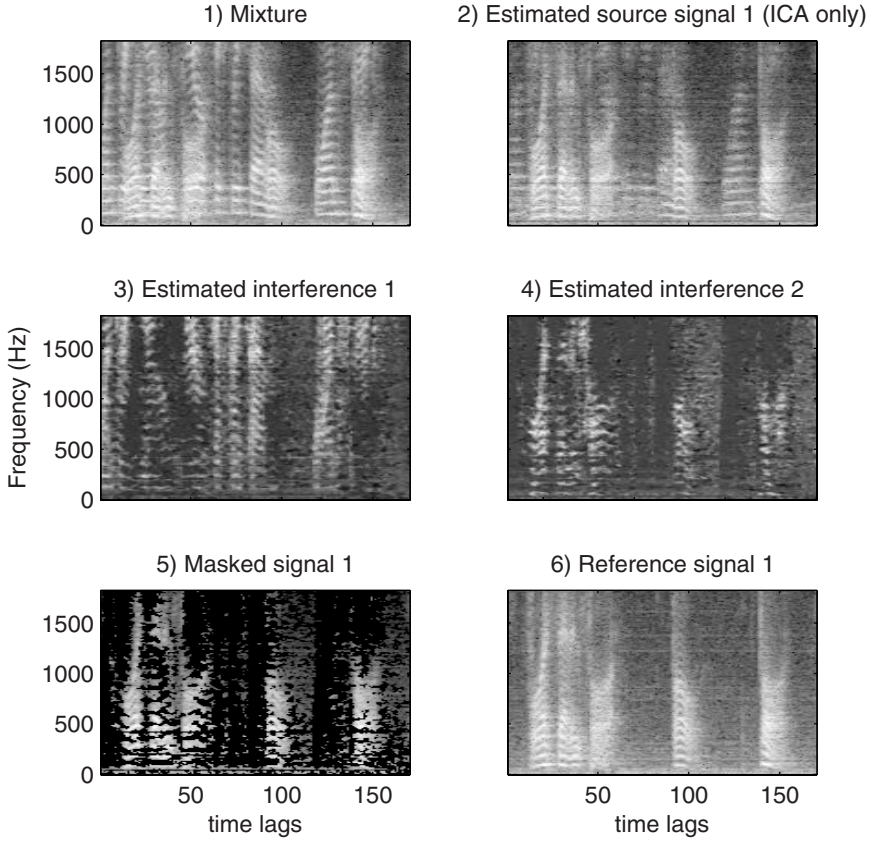 1) Mixture
2) Estimated source signal 1 (ICA only)
1500
1000
500
0
3) Estimated interference 1
4) Estimated interference 2
Frequency (Hz)
1500
1000
500
0
5) Masked signal 1
6) Reference signal 1
1500
1000
500
0
50
100
150
50
100
150
time lags
time lags